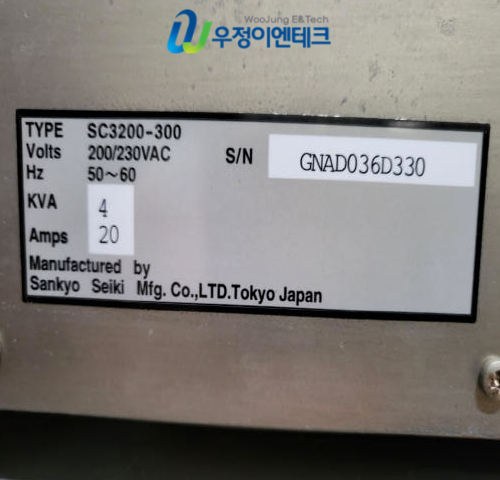 WooJung E&Tech
우정이엔테크
TYPE SC3200-300
Volts 200/230VAC S/N GNAD036D330
Hz 50~60
KVA 4
Amps 20
Manufactured by
Sankyo Seiki Mfg. Co.,LTD.Tokyo Japan